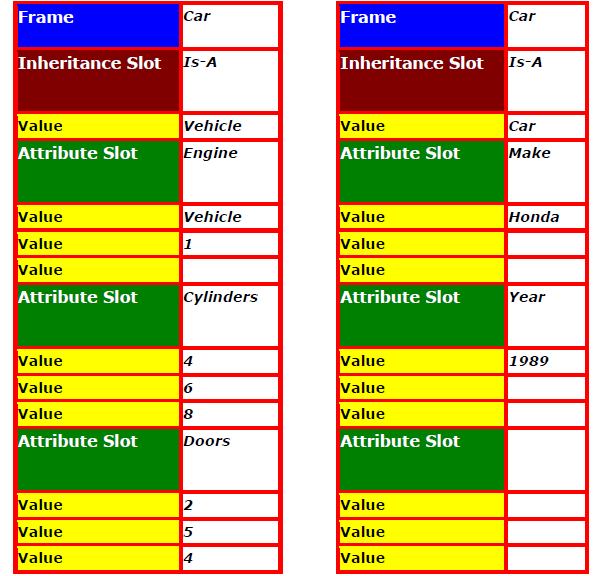 Frame Car
Inheritance Slot Is-A
Value Vehicle
Attribute Slot Engine
Value Vehicle
Value 1
Value
Attribute Slot Cylinders
Value 4
Value 6
Value 8
Attribute Slot Doors
Value 2
Value 5
Value 4
Frame Car
Inheritance Slot Is-A
Value Car
Attribute Slot Make
Value Honda
Value
Value
Attribute Slot Year
Value 1989
Value
Value
Attribute Slot
Value
Value
Value